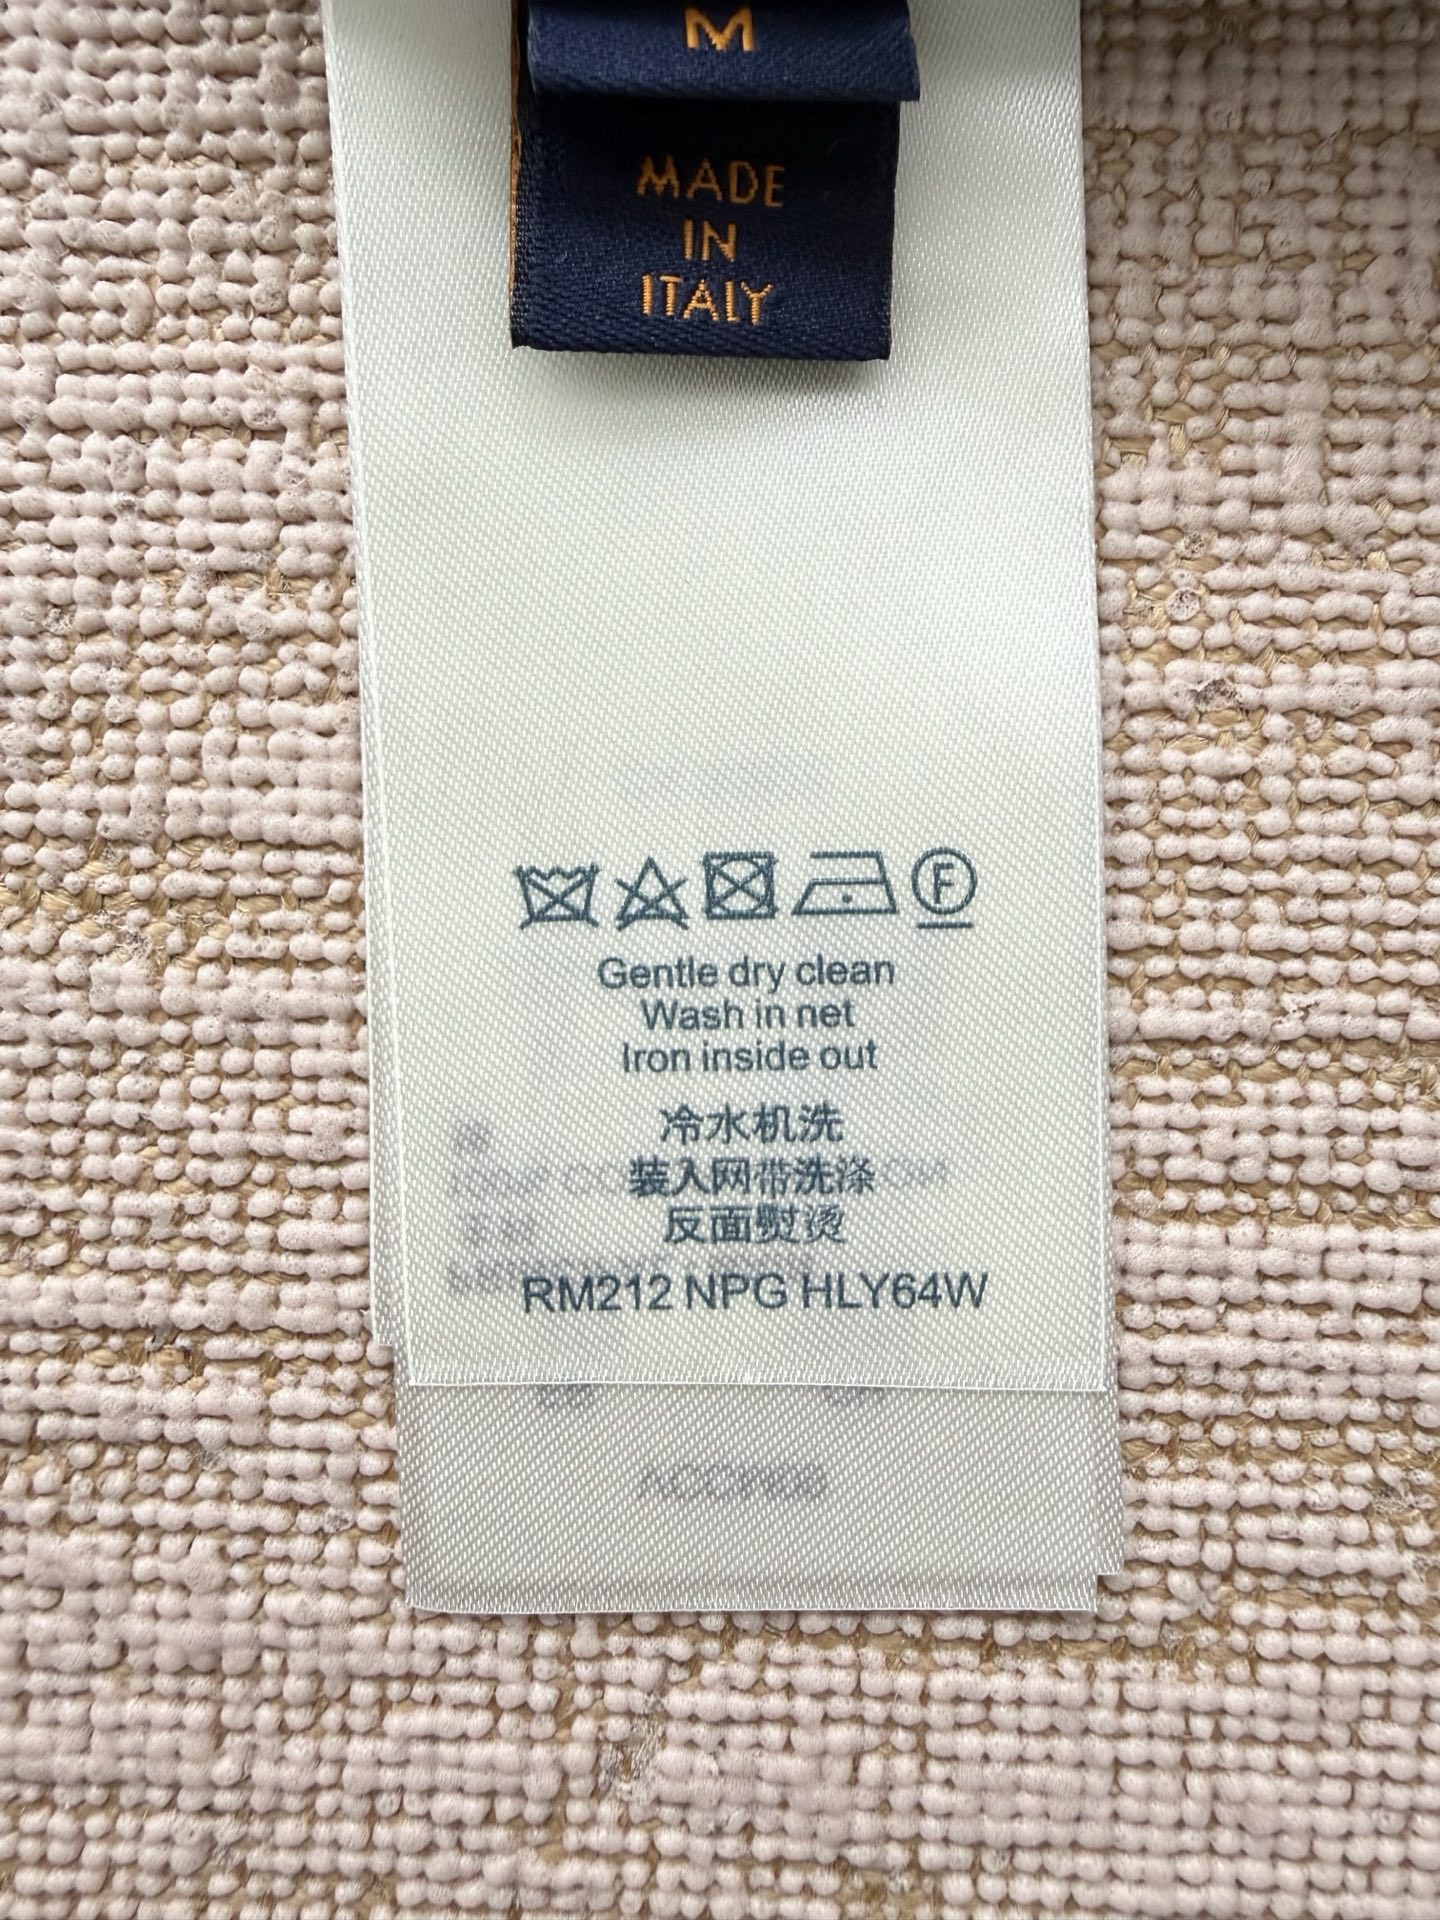 M
MADE
IN
ITALY
F
Gentle dry clean
Wash in net
Iron inside out
冷水机洗
装入网带洗涤
反面熨烫
RM212 NPG HLY64W